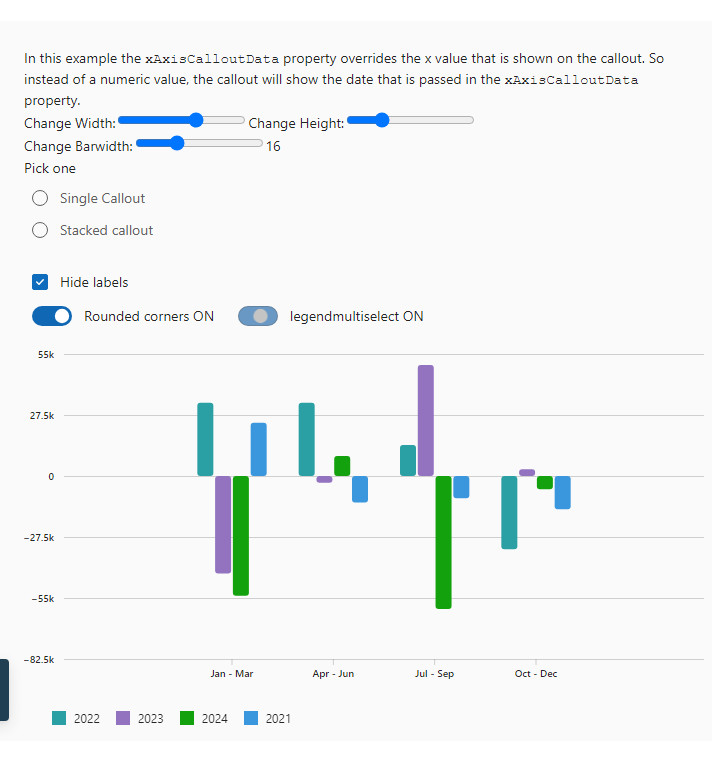 In this example the xAxisCalloutData property overrides the x value that is shown on the callout. So
instead of a numeric value, the callout will show the date that is passed in the xAxisCalloutData
property.
Change Width: Change Height:
Change Barwidth: 16
Pick one
Single Callout
Stacked callout
Hide labels
Rounded corners ON legendmultiselect ON
55k
27.5k
0
−27.5k
−55k
−82.5k
Jan - Mar Apr - Jun Jul - Sep Oct - Dec
2022 2023 2024 2021